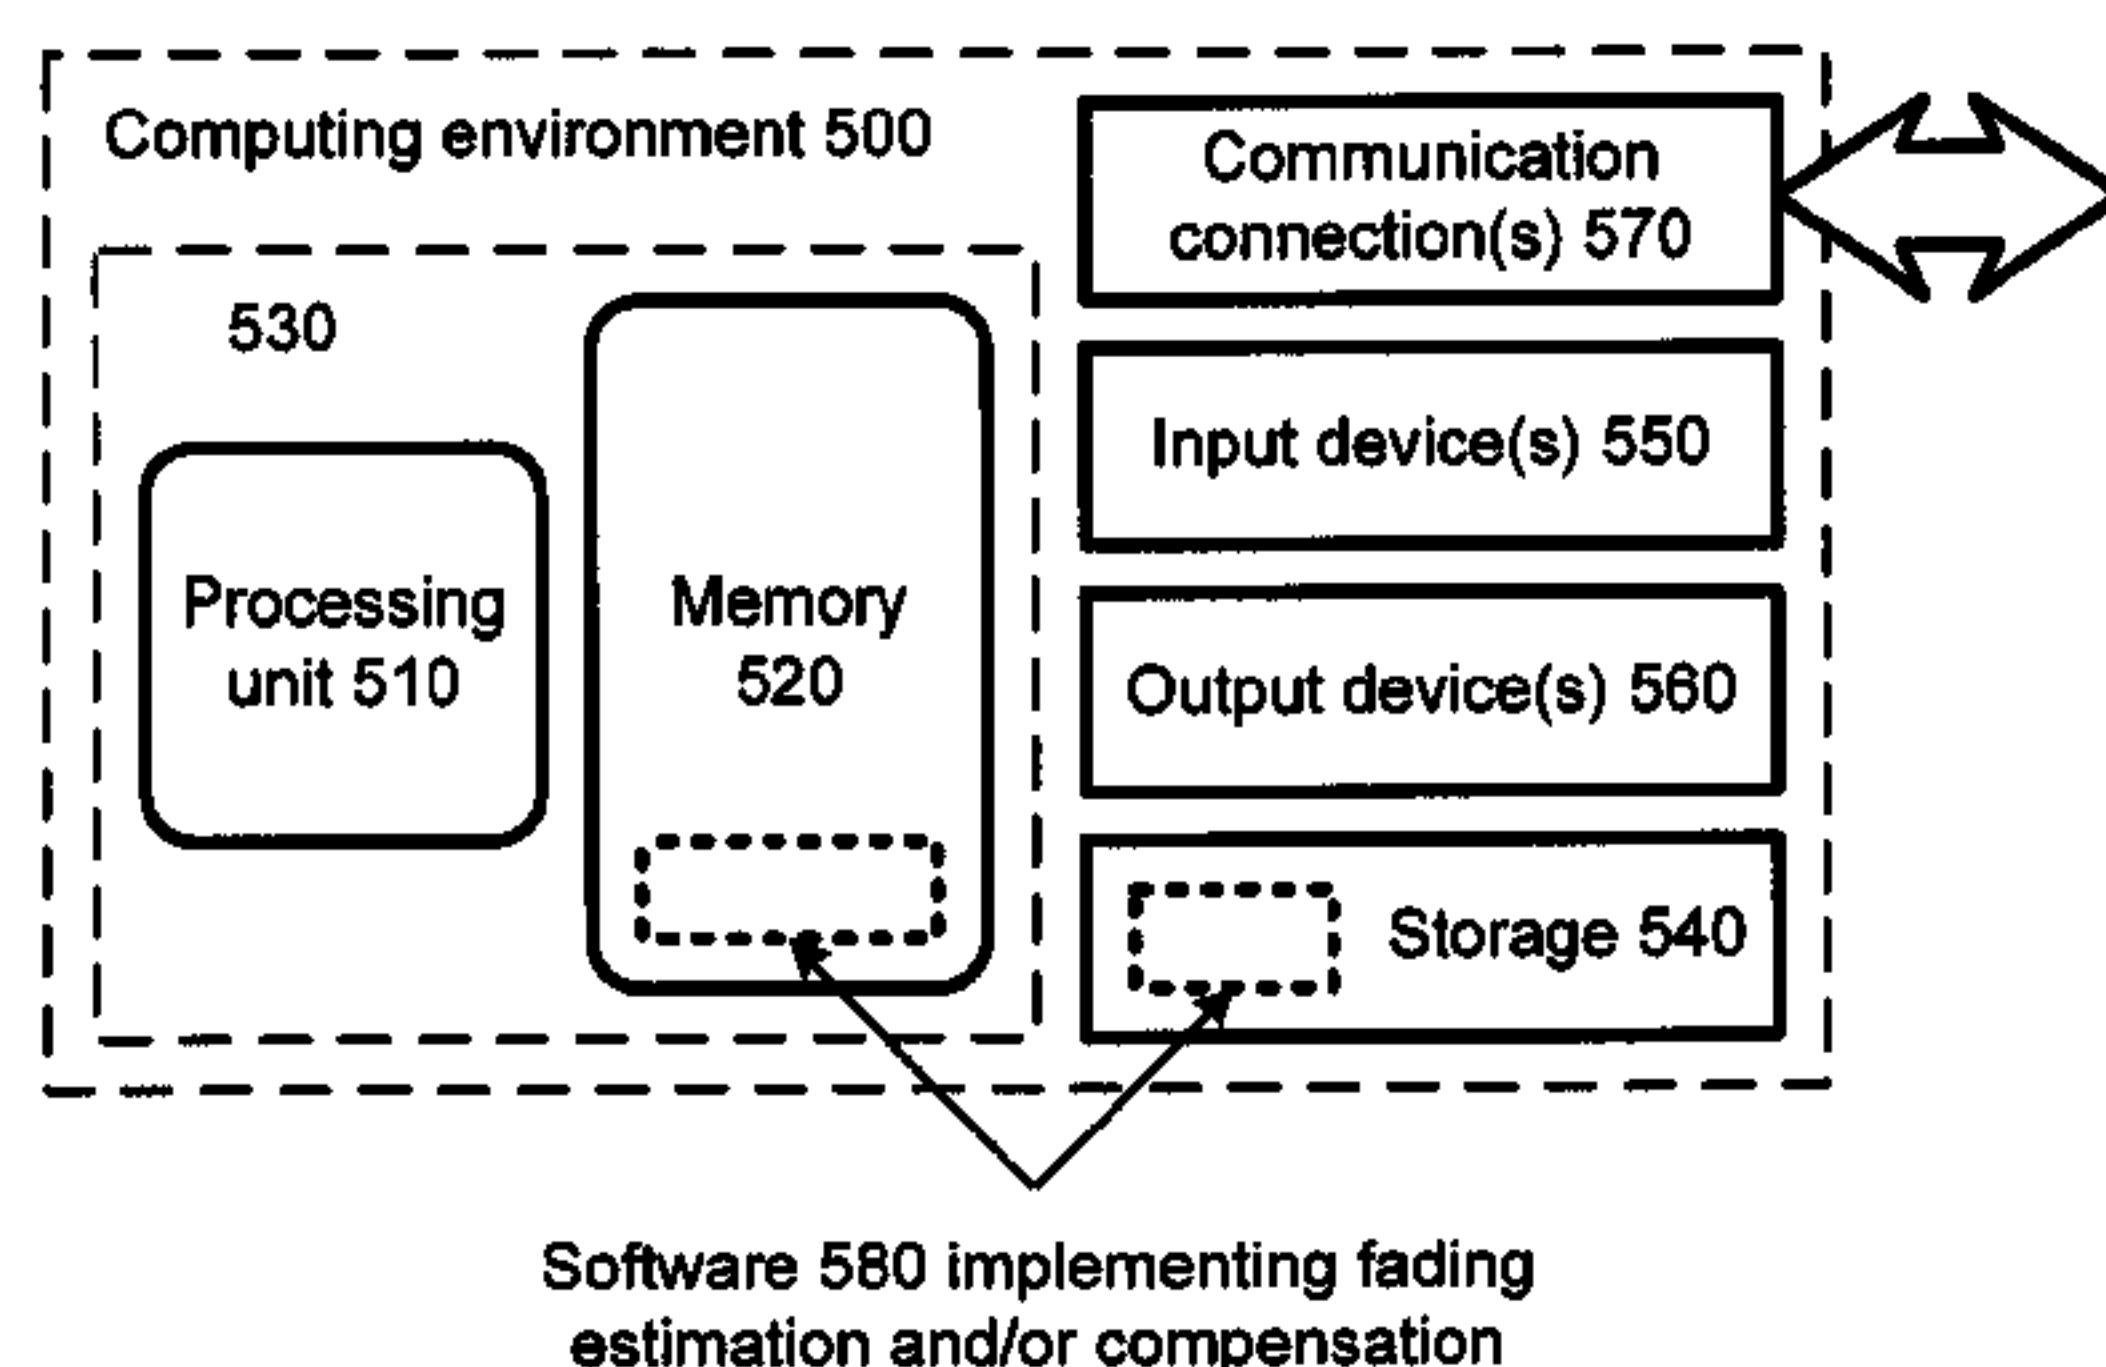 Computing environment 500
Communication
connection(s) 570
530
Input device(s) 550
Processing
unit 510
Memory
520
Output device(s) 560
Storage 540
Software 580 implementing fading
estimation and/or compensation